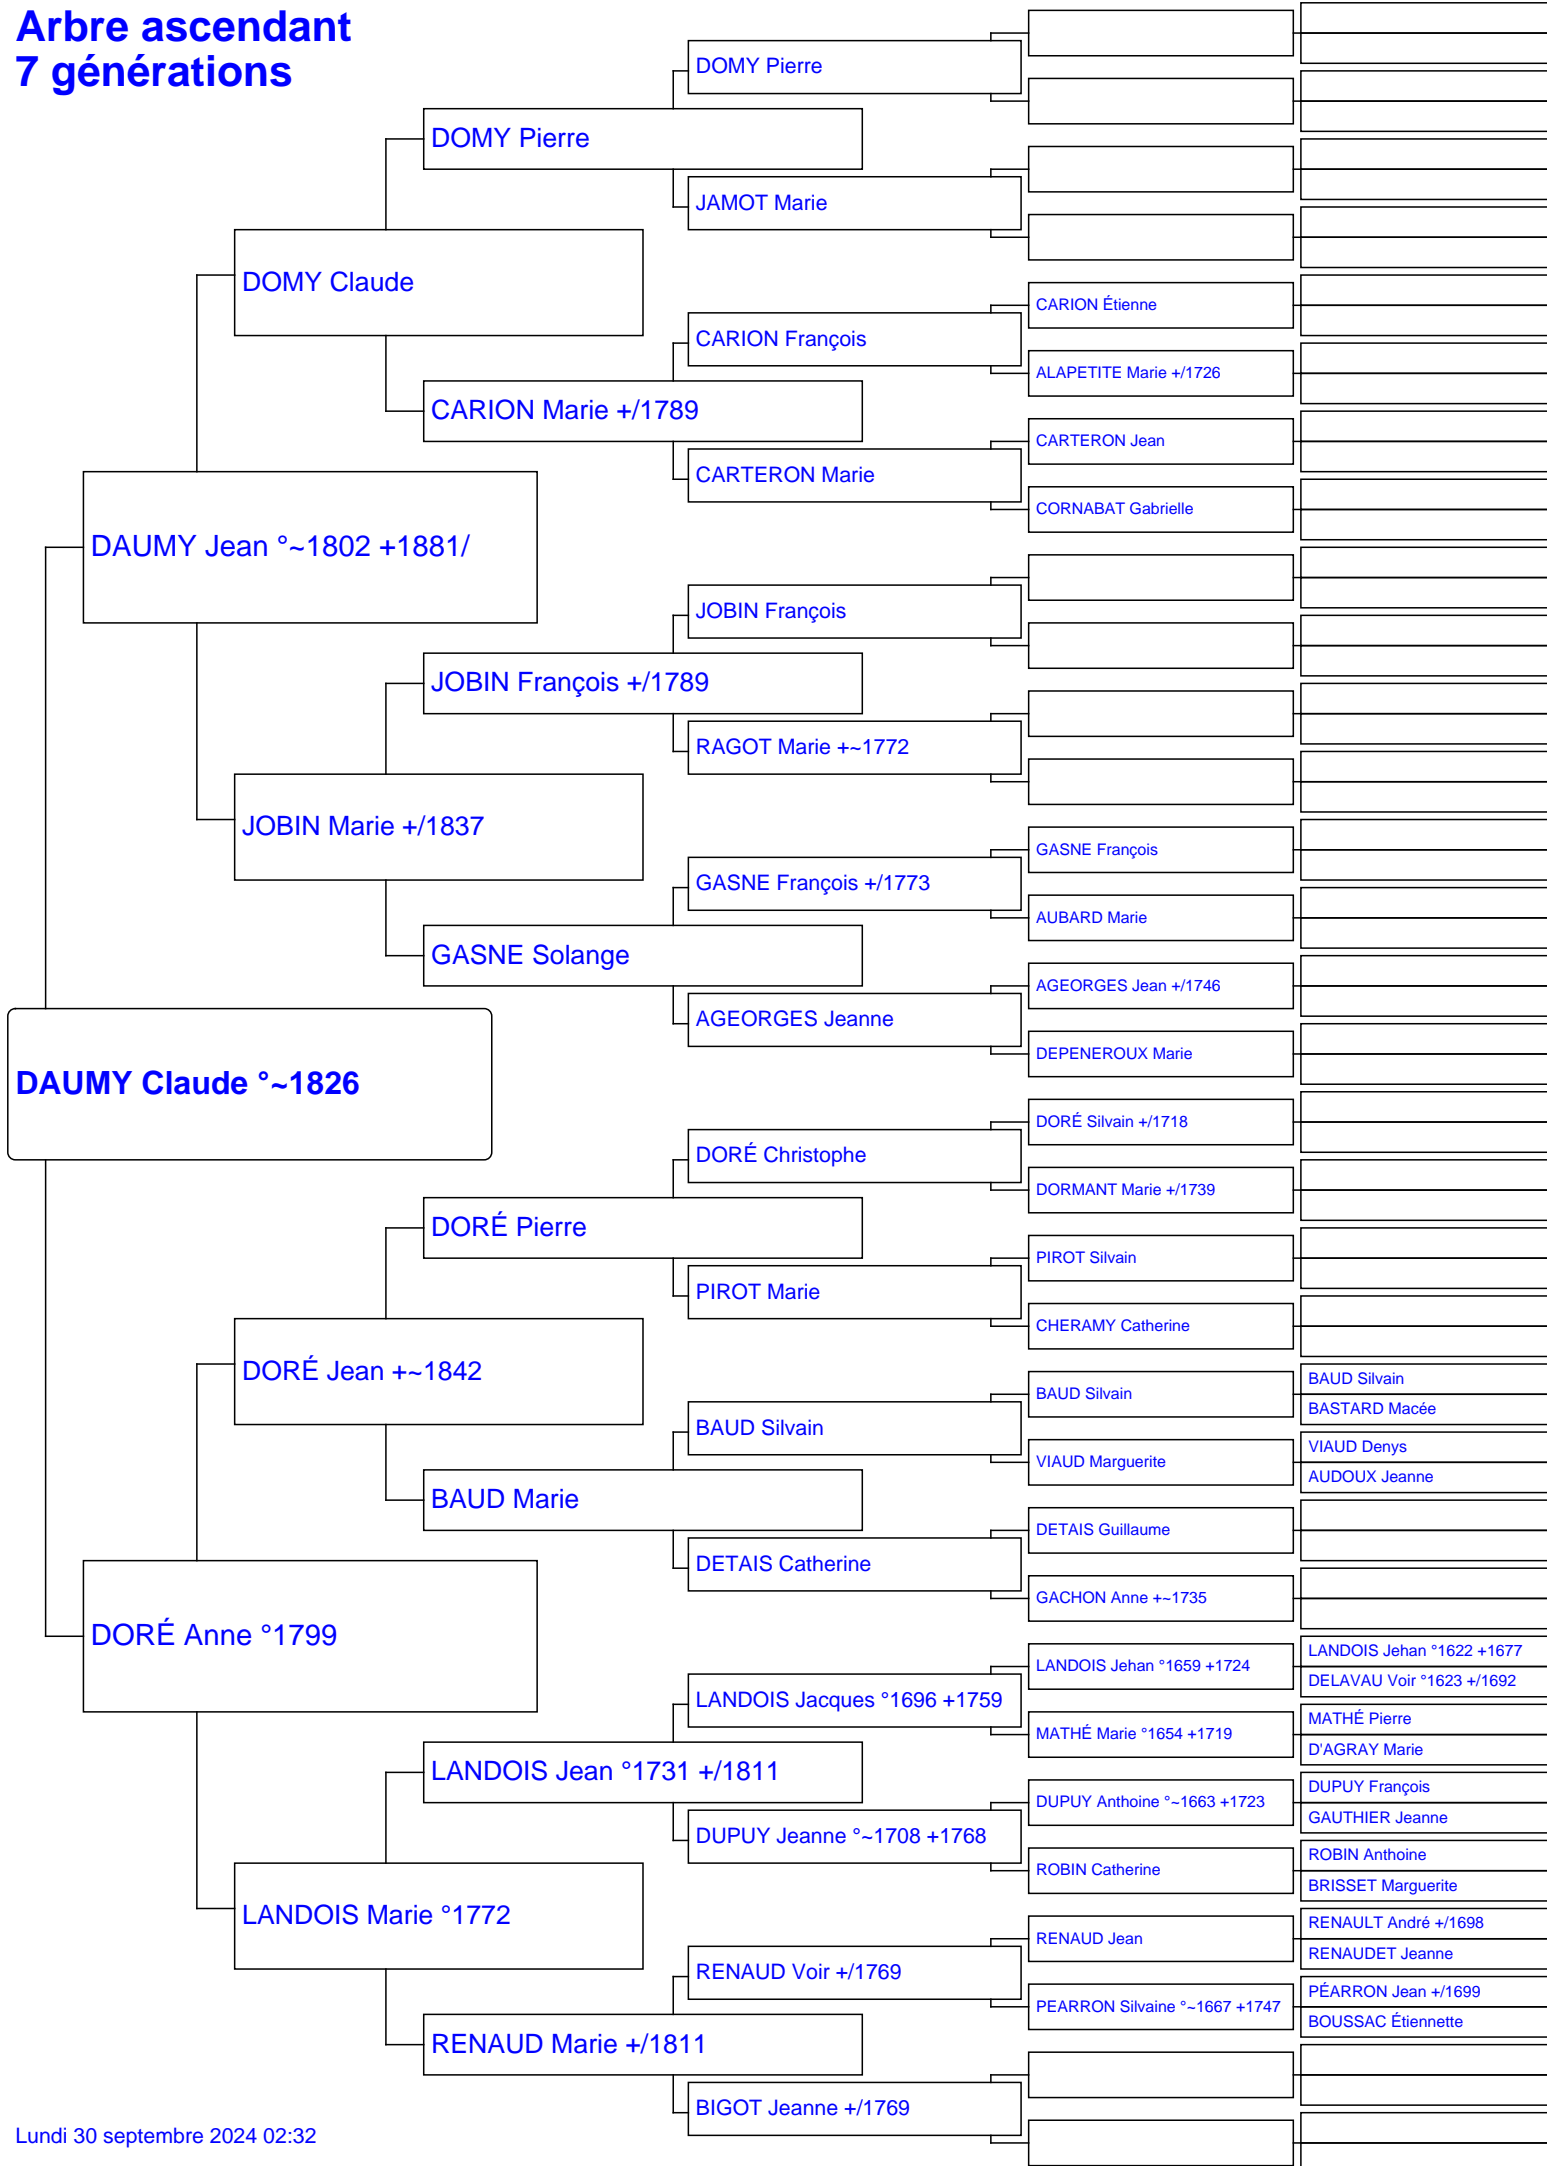 Arbre ascendant
7 générations
DOMY Pierre
DOMY Pierre
JAMOT Marie
DOMY Claude
CARION Étienne
CARION François
ALAPETITE Marie +/1726
CARION Marie +/1789
CARTERON Jean
CARTERON Marie
CORNABAT Gabrielle
DAUMY Jean °~1802 +1881/
JOBIN François
JOBIN François +/1789
RAGOT Marie +~1772
JOBIN Marie +/1837
GASNE François
GASNE François +/1773
AUBARD Marie
GASNE Solange
AGEORGES Jean +/1746
AGEORGES Jeanne
DEPENEROUX Marie
DAUMY Claude °~1826
DORÉ Silvain +/1718
DORÉ Christophe
DORMANT Marie +/1739
DORÉ Pierre
PIROT Silvain
PIROT Marie
CHERAMY Catherine
DORÉ Jean +~1842
BAUD Silvain
BAUD Silvain
BASTARD Macée
BAUD Silvain
VIAUD Denys
VIAUD Marguerite
AUDOUX Jeanne
BAUD Marie
DETAIS Guillaume
DETAIS Catherine
GACHON Anne +~1735
DORÉ Anne °1799
LANDOIS Jehan °1622 +1677
LANDOIS Jehan °1659 +1724
DELAVAU Voir °1623 +/1692
LANDOIS Jacques °1696 +1759
MATHÉ Pierre
MATHÉ Marie °1654 +1719
D'AGRAY Marie
LANDOIS Jean °1731 +/1811
DUPUY François
DUPUY Anthoine °~1663 +1723
GAUTHIER Jeanne
DUPUY Jeanne °~1708 +1768
ROBIN Anthoine
ROBIN Catherine
BRISSET Marguerite
LANDOIS Marie °1772
RENAULT André +/1698
RENAUD Jean
RENAUDET Jeanne
RENAUD Voir +/1769
PÉARRON Jean +/1699
PEARRON Silvaine °~1667 +1747
BOUSSAC Étiennette
RENAUD Marie +/1811
BIGOT Jeanne +/1769
Lundi 30 septembre 2024 02:32